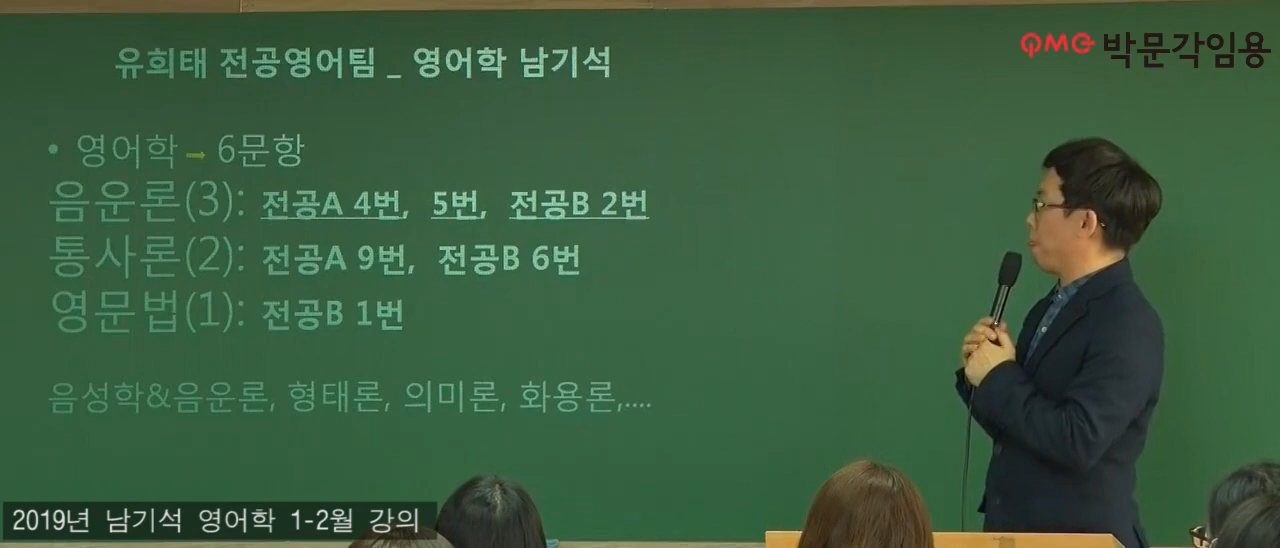 유희태 전공영어팀 _ 영어학 남기석
PMG 박문각임용
• 영어학 → 6문항
음운론(3): 전공A 4번, 5번, 전공B 2번
통사론(2): 전공A 9번, 전공B 6번
영문법(1): 전공B 1번
음성학&음운론, 형태론, 의미론, 화용론,....
2019년 남기석 영어학 1-2월 강의